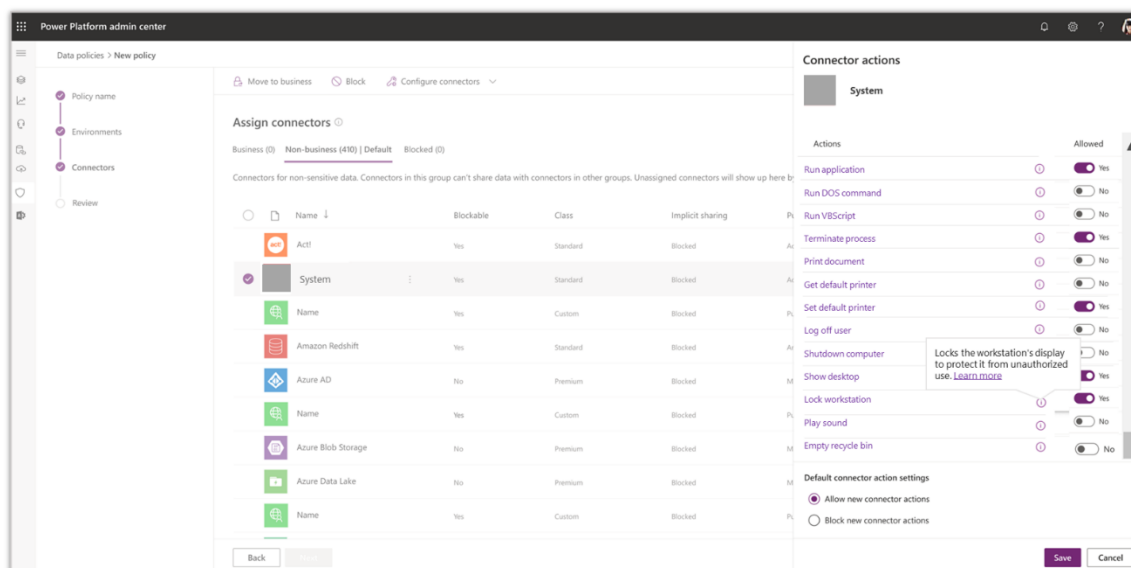 Power Platform admin center
?
Data policies > New policy
Policy name
Environments
Connectors
Review
Move to business
Block
Configure connectors
Assign connectors
Business (0)
Non-business (410) | Default
Blocked (0)
Connectors for non-sensitive data. Connectors in this group can't share data with connectors in other groups. Unassigned connectors will show up here by
Name ↓ Blockable Class Implicit sharing
act!
Act! Yes Standard Blocked
System Yes Standard Blocked
Name Yes Custom Blocked
Amazon Redshift Yes Standard Blocked
Azure AD No Premium Blocked
Name Yes Custom Blocked
Azure Blob Storage No Premium Blocked
Azure Data Lake No Premium Blocked
Name Yes Custom Blocked
Back
Connector actions
System
Actions Allowed
Run application Yes
Run DOS command No
Run VBScript No
Terminate process Yes
Print document No
Get default printer No
Set default printer Yes
Log off user No
Shutdown computer No
Show desktop Yes
Lock workstation Yes
Play sound No
Empty recycle bin No
Locks the workstation's display
to protect it from unauthorized
use. Learn more
Default connector action settings
Allow new connector actions
Block new connector actions
Save
Cancel